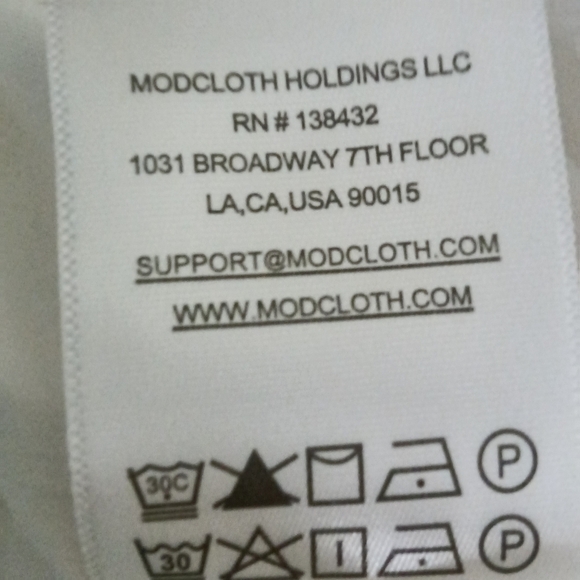 MODCLOTH HOLDINGS LLC
RN # 138432
1031 BROADWAY 7TH FLOOR
LA,CA,USA 90015
SUPPORT@MODCLOTH.COM
WWW.MODCLOTH.COM
30C P
30 P